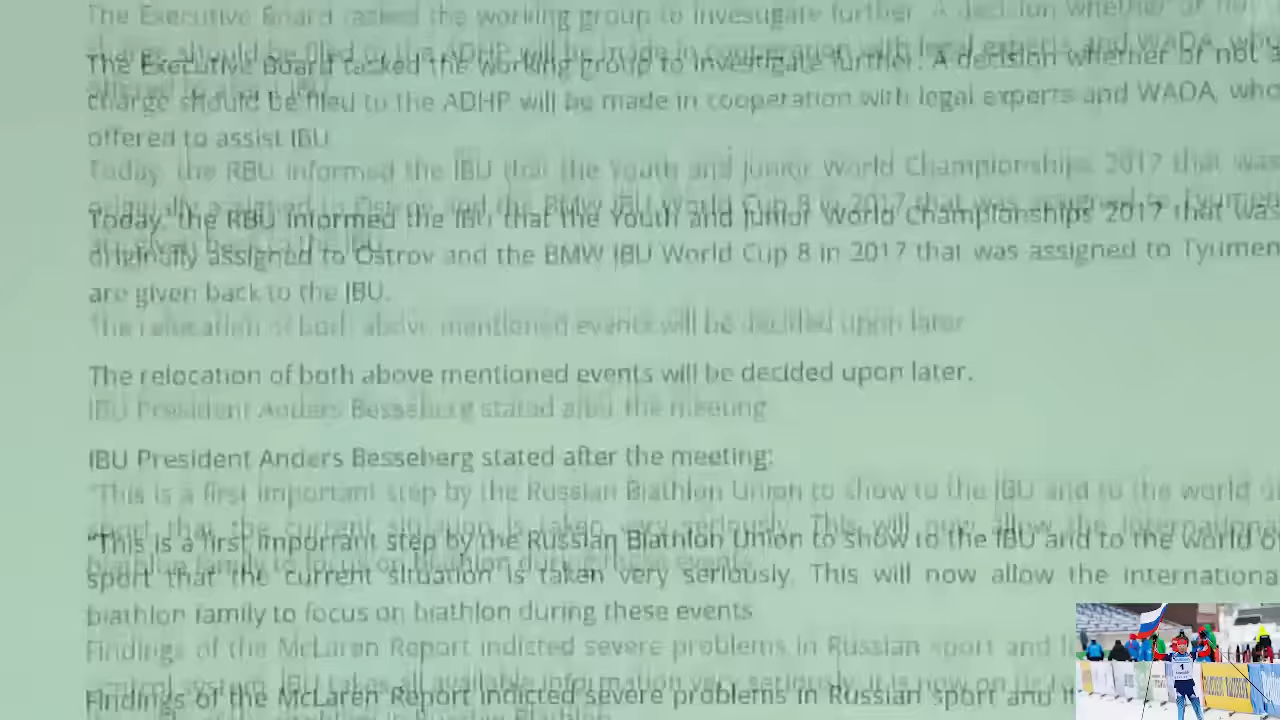 The Executive Board tasked the working group to investigate further. A decision whether or not a
charge should be filed to the ADHP will be made in cooperation with legal experts and WADA, who
offered to assist IBU.
Today, the RBU informed the IBU that the Youth and Junior World Championships 2017 that was
originally assigned to Ostrov and the BMW IBU World Cup 8 in 2017 that was assigned to Tyumen
are given back to the IBU.
The relocation of both above mentioned events will be decided upon later.
IBU President Anders Besseberg stated after the meeting:
"This is a first important step by the Russian Biathlon Union to show to the IBU and to the world of
sport that the current situation is taken very seriously. This will now allow the internationa
biathlon family to focus on biathlon during these events
Findings of the McLaren Report indicted severe problems in Russian sport and